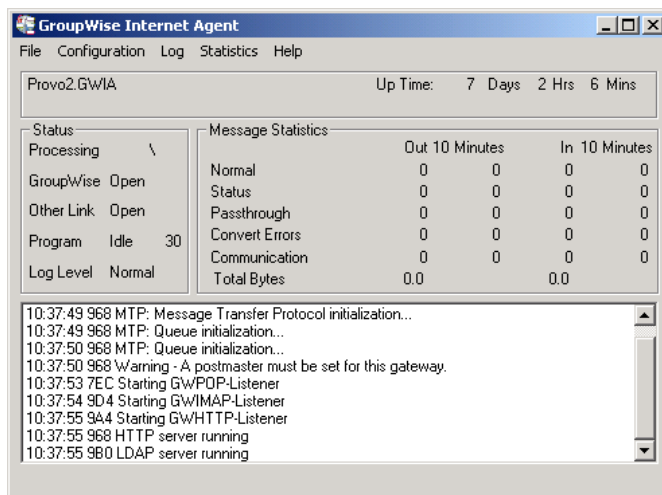 GroupWise Internet Agent
File Configuration Log Statistics Help
Provo2.GWIA Up Time: 7 Days 2 Hrs 6 Mins
Status
Processing \
GroupWise Open
Other Link Open
Program Idle 30
Log Level Normal
Message Statistics
Out 10 Minutes In 10 Minutes
Normal 0 0 0 0
Status 0 0 0 0
Passthrough 0 0 0 0
Convert Errors 0 0 0 0
Communication 0 0 0 0
Total Bytes 0.0 0.0
10:37:49 968 MTP: Message Transfer Protocol initialization...
10:37:49 968 MTP: Queue initialization...
10:37:50 968 MTP: Queue initialization...
10:37:50 968 Warning - A postmaster must be set for this gateway.
10:37:53 7EC Starting GWPOP-Listener
10:37:54 9D4 Starting GWIMAP-Listener
10:37:55 9A4 Starting GWHTTP-Listener
10:37:55 968 HTTP server running
10:37:55 9B0 LDAP server running